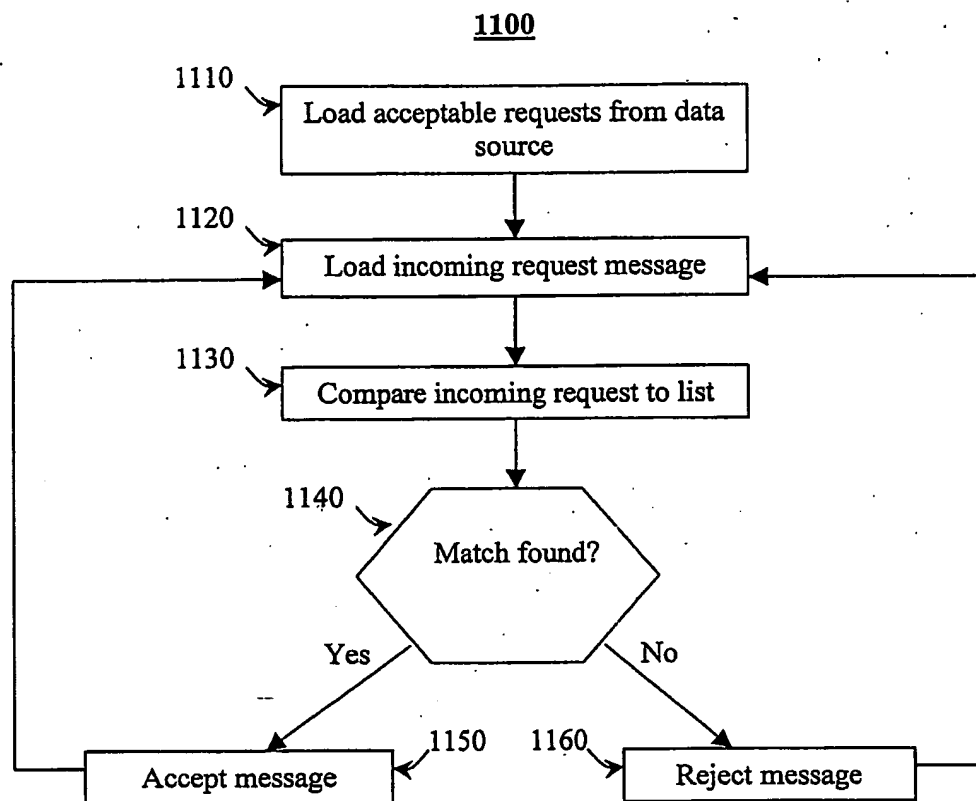 1100
1110
Load acceptable requests from data
source
1120
Load incoming request message
1130
Compare incoming request to list
1140
Match found?
Yes
No
1150
1160
Accept message
Reject message